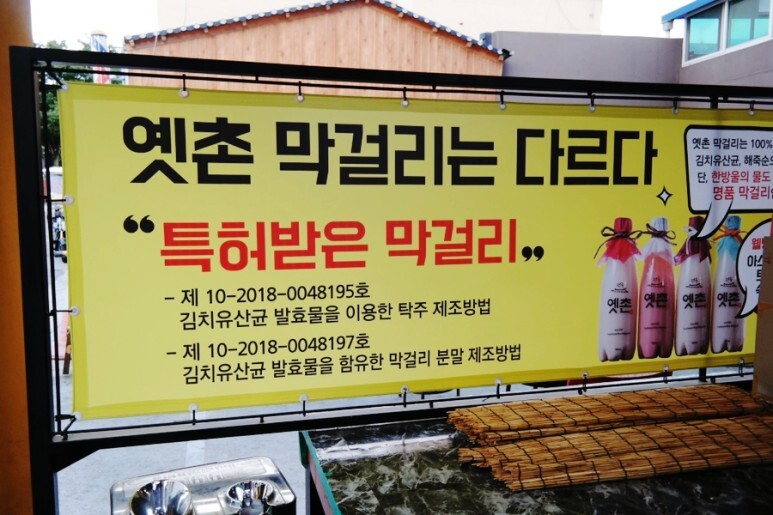 옛촌 막걸리는 다르다
“특허받은 막걸리„
- 제 10-2018-0048195호
김치유산균 발효물을 이용한 탁주 제조방법
- 제 10-2018-0048197호
김치유산균 발효물을 함유한 막걸리 분말 제조방법
옛촌 막걸리는 100%
김치유산균, 해죽순으
단, 한방울의 물도
명품 막걸리
옛촌
옛촌
옛촌
옛촌